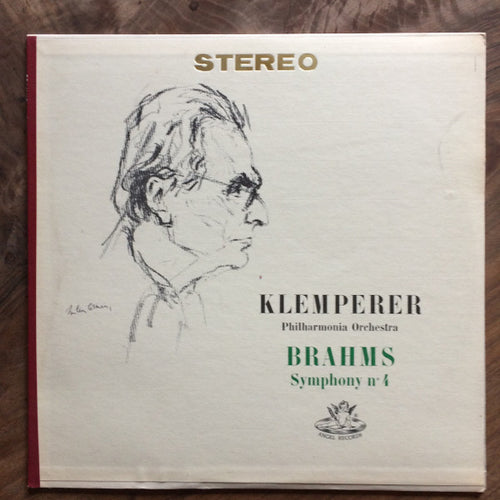 STEREO
KLEMPERER
Philharmonia Orchestra
BRAHMS
Symphony nº 4
ANGEL RECORDS